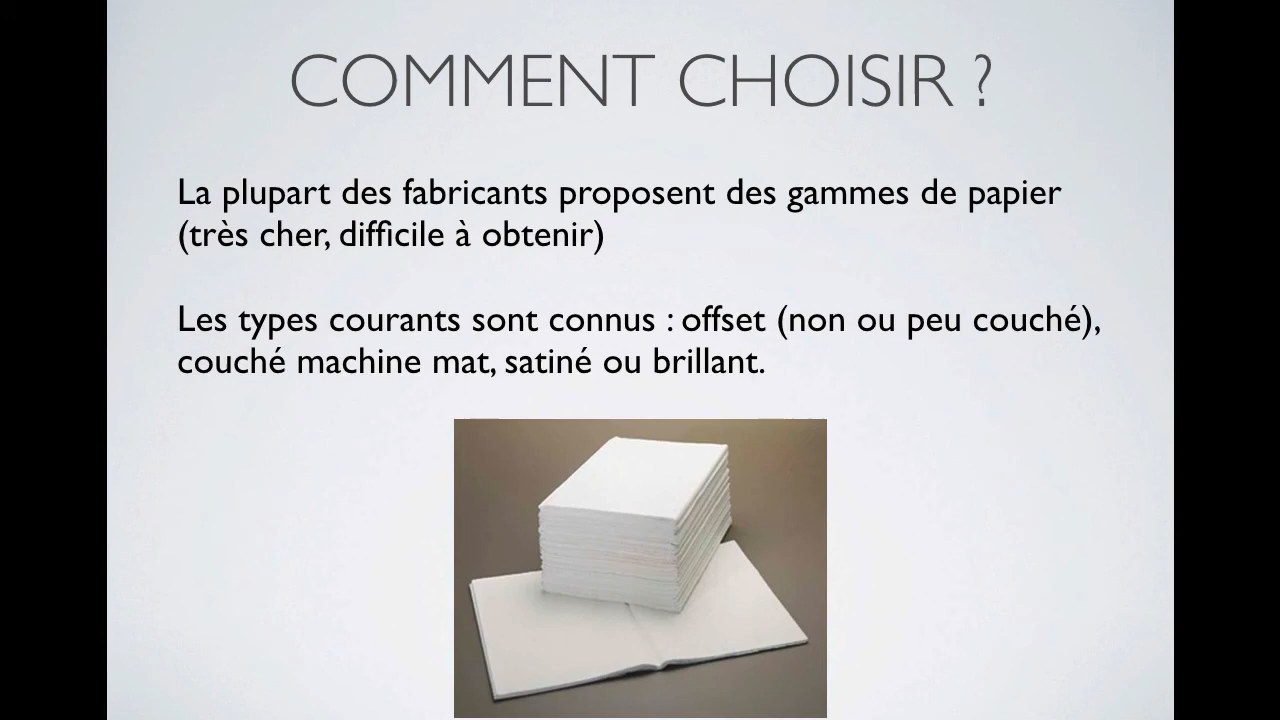 COMMENT CHOISIR ?
La plupart des fabricants proposent des gammes de papier
(très cher, difficile à obtenir)
Les types courants sont connus : offset (non ou peu couché),
couché machine mat, satiné ou brillant.